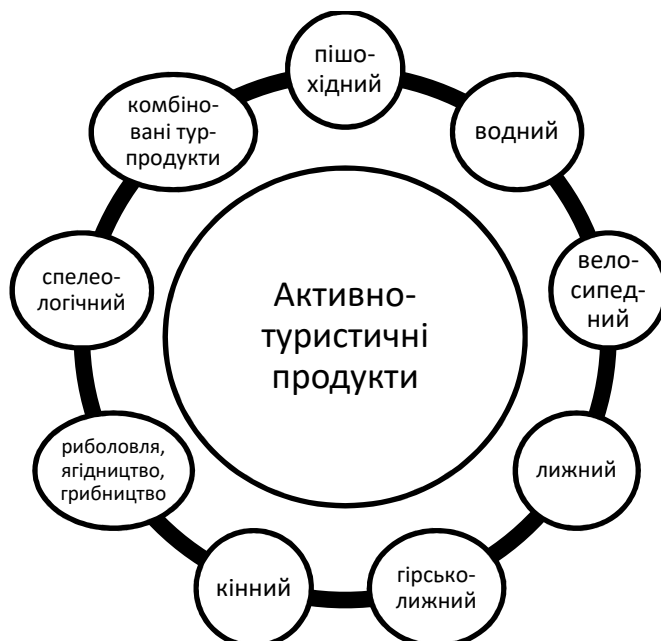 пішо-
хідний
водний
вело-
сипед-
ний
лижний
гірсько-
лижний
кінний
риболовля,
ягідництво,
грибництво
спелео-
логічний
комбіно-
вані тур-
продукти
Активно-
туристичні
продукти